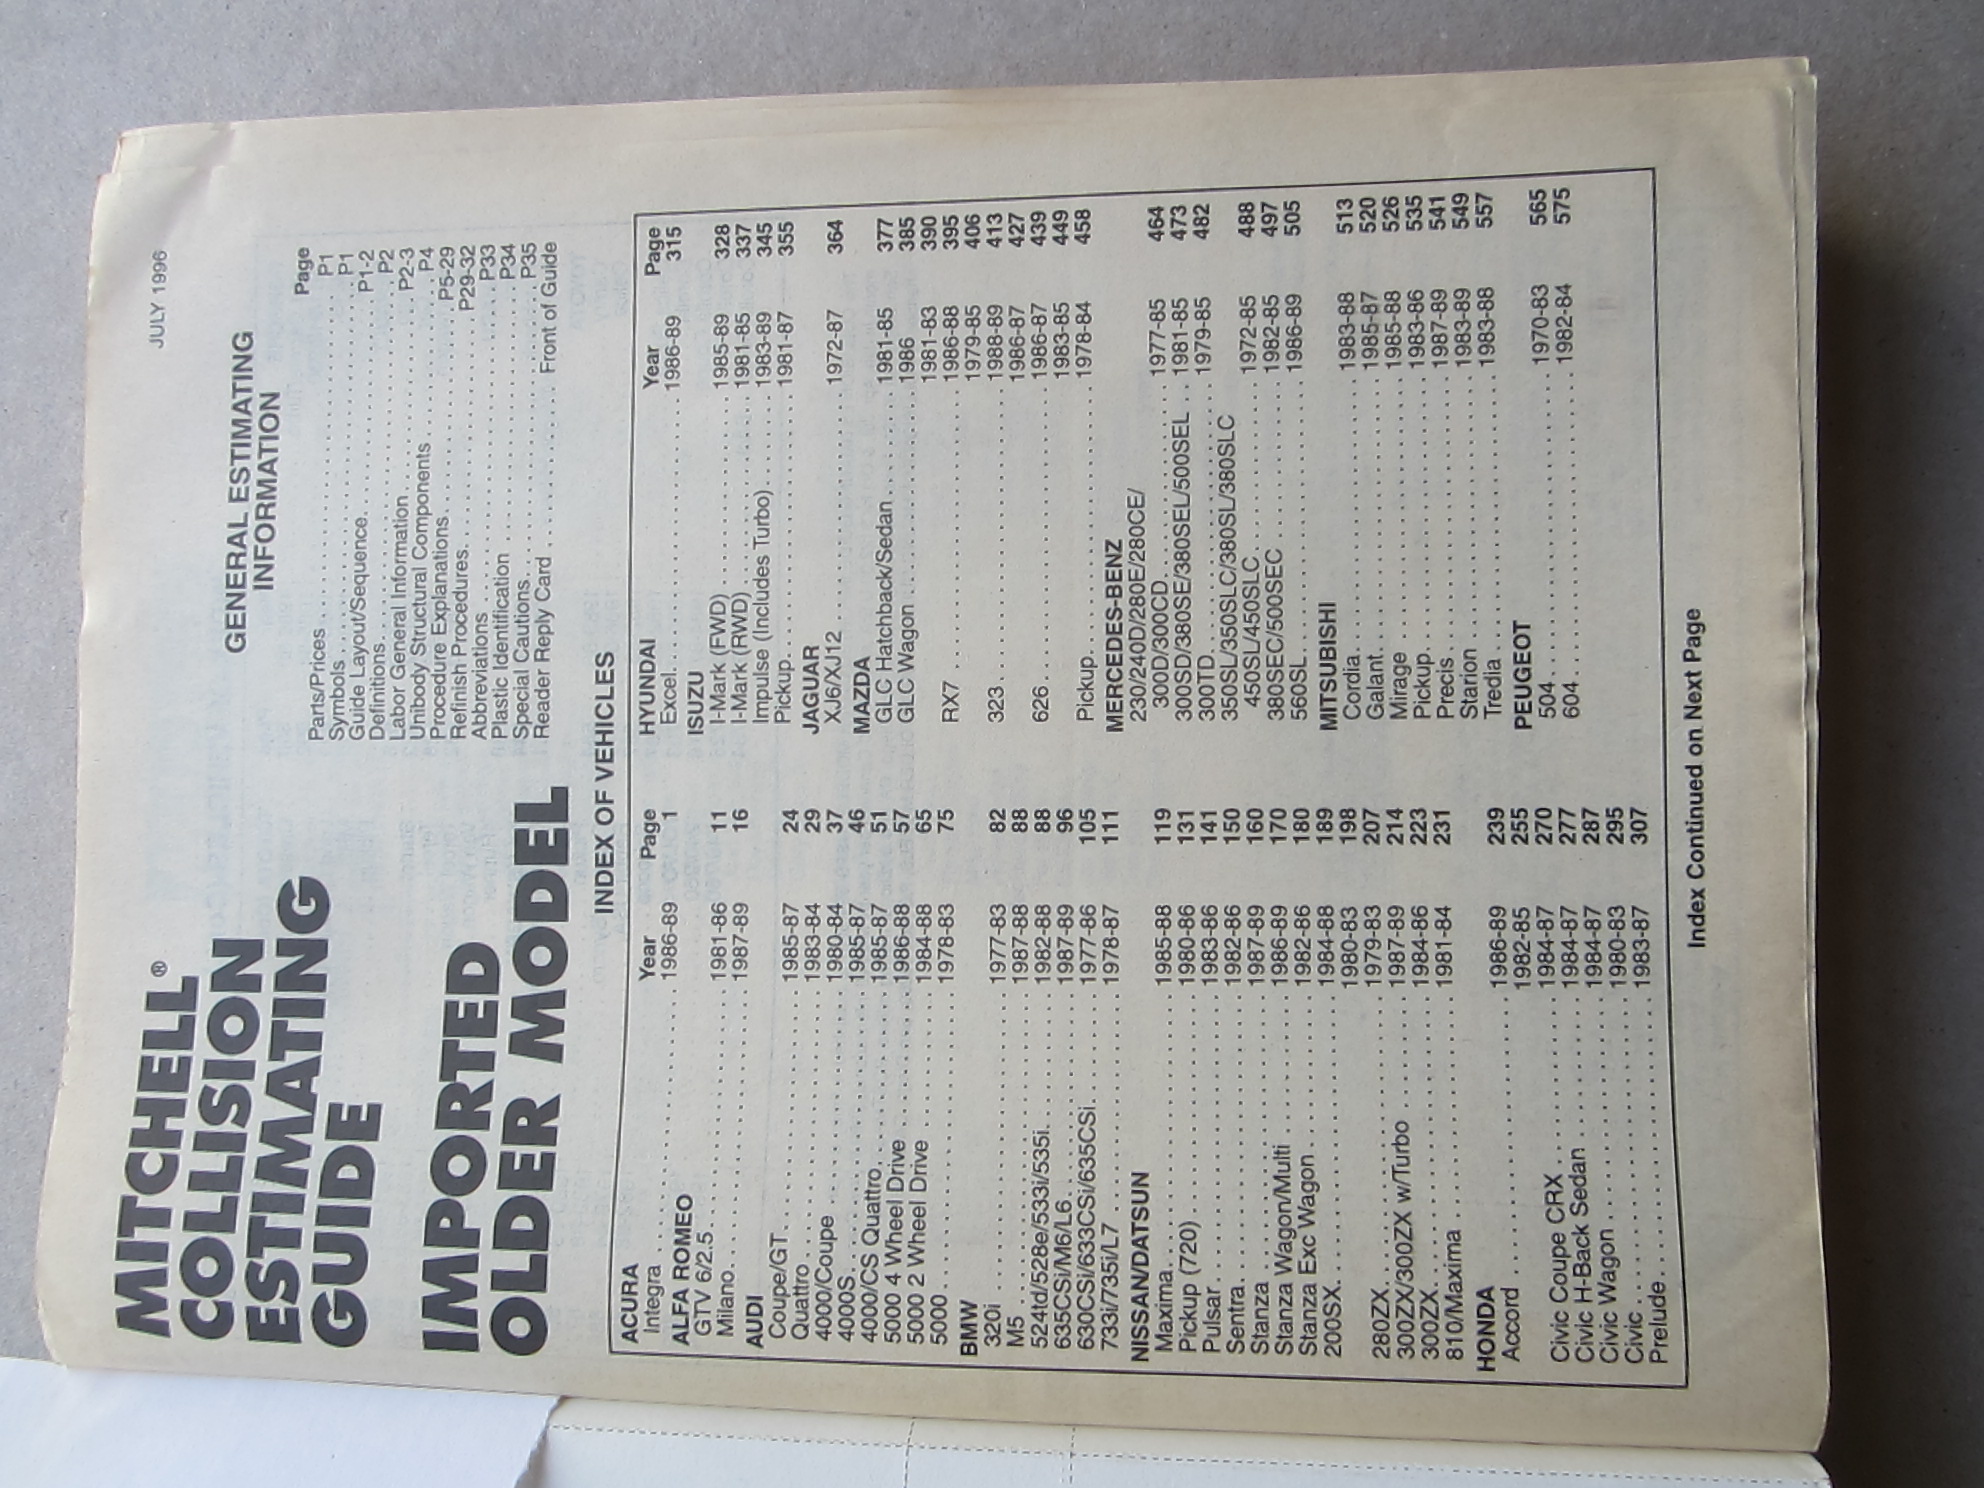 JULY 1996
MITCHELL®
COLLISION
ESTIMATING
GUIDE
IMPORTED
OLDER MODEL
GENERAL ESTIMATING
INFORMATION
Page
Parts/Prices . . . . . P1
Symbols . . . . . P1
Guide Layout/Sequence . . . . . P1-2
Definitions . . . . . P2
Labor General Information . . . . . P2-3
Unibody Structural Components . . . . . P4
Procedure Explanations . . . . . P5-29
Refinish Procedures . . . . . P29-32
Abbreviations . . . . . P33
Plastic Identification . . . . . P34
Special Cautions . . . . . P35
Reader Reply Card . . . . . Front of Guide
INDEX OF VEHICLES
Year Page
ACURA
Integra . . . . . 1986-89 1
ALFA ROMEO
GTV 6/2.5 . . . . . 1981-86 11
Milano . . . . . 1987-89 16
AUDI
Coupe/GT . . . . . 1985-87 24
Quattro . . . . . 1983-84 29
4000/Coupe . . . . . 1980-84 37
4000S . . . . . 1985-87 46
4000/CS Quattro . . . . . 1985-87 51
5000 4 Wheel Drive . . . . . 1986-88 57
5000 2 Wheel Drive . . . . . 1984-88 65
5000 . . . . . 1978-83 75
BMW
320i . . . . . 1977-83 82
M5 . . . . . 1987-88 88
524td/528e/533i/535i . . . . . 1982-88 88
635CSi/M6/L6 . . . . . 1987-89 96
630CSi/633CSi/635CSi . . . . . 1977-86 105
733i/735i/L7 . . . . . 1978-87 111
NISSAN/DATSUN
Maxima . . . . . 1985-88 119
Pickup (720) . . . . . 1980-86 131
Pulsar . . . . . 1983-86 141
Sentra . . . . . 1982-86 150
Stanza . . . . . 1987-89 160
Stanza Wagon/Multi . . . . . 1986-89 170
Stanza Exc Wagon . . . . . 1982-86 180
200SX . . . . . 1984-88 189
1980-83 198
280ZX . . . . . 1979-83 207
300ZX/300ZX w/Turbo . . . . . 1987-89 214
300ZX . . . . . 1984-86 223
810/Maxima . . . . . 1981-84 231
HONDA
Accord . . . . . 1986-89 239
1982-85 255
Civic Coupe CRX . . . . . 1984-87 270
Civic H-Back Sedan . . . . . 1984-87 277
Civic Wagon . . . . . 1984-87 287
Civic . . . . . 1980-83 295
Prelude . . . . . 1983-87 307
Year Page
HYUNDAI
Excel . . . . . 1986-89 315
ISUZU
I-Mark (FWD) . . . . . 1985-89 328
I-Mark (RWD) . . . . . 1981-85 337
Impulse (Includes Turbo) . . . . . 1983-89 345
Pickup . . . . . 1981-87 355
JAGUAR
XJ6/XJ12 . . . . . 1972-87 364
MAZDA
GLC Hatchback/Sedan . . . . . 1981-85 377
GLC Wagon . . . . . 1986 385
1981-83 390
RX7 . . . . . 1986-88 395
1979-85 406
323 . . . . . 1988-89 413
1986-87 427
626 . . . . . 1986-87 439
1983-85 449
Pickup . . . . . 1978-84 458
MERCEDES-BENZ
230/240D/280E/280CE/
300D/300CD . . . . . 1977-85 464
300SD/380SE/380SEL/500SEL . . 1981-85 473
300TD . . . . . 1979-85 482
350SL/350SLC/380SL/380SLC
450SL/450SLC . . . . . 1972-85 488
380SEC/500SEC . . . . . 1982-85 497
560SL . . . . . 1986-89 505
MITSUBISHI
Cordia . . . . . 1983-88 513
Galant . . . . . 1985-87 520
Mirage . . . . . 1985-88 526
Pickup . . . . . 1983-86 535
Precis . . . . . 1987-89 541
Starion . . . . . 1983-89 549
Tredia . . . . . 1983-88 557
PEUGEOT
504 . . . . . 1970-83 565
604 . . . . . 1982-84 575
Index Continued on Next Page